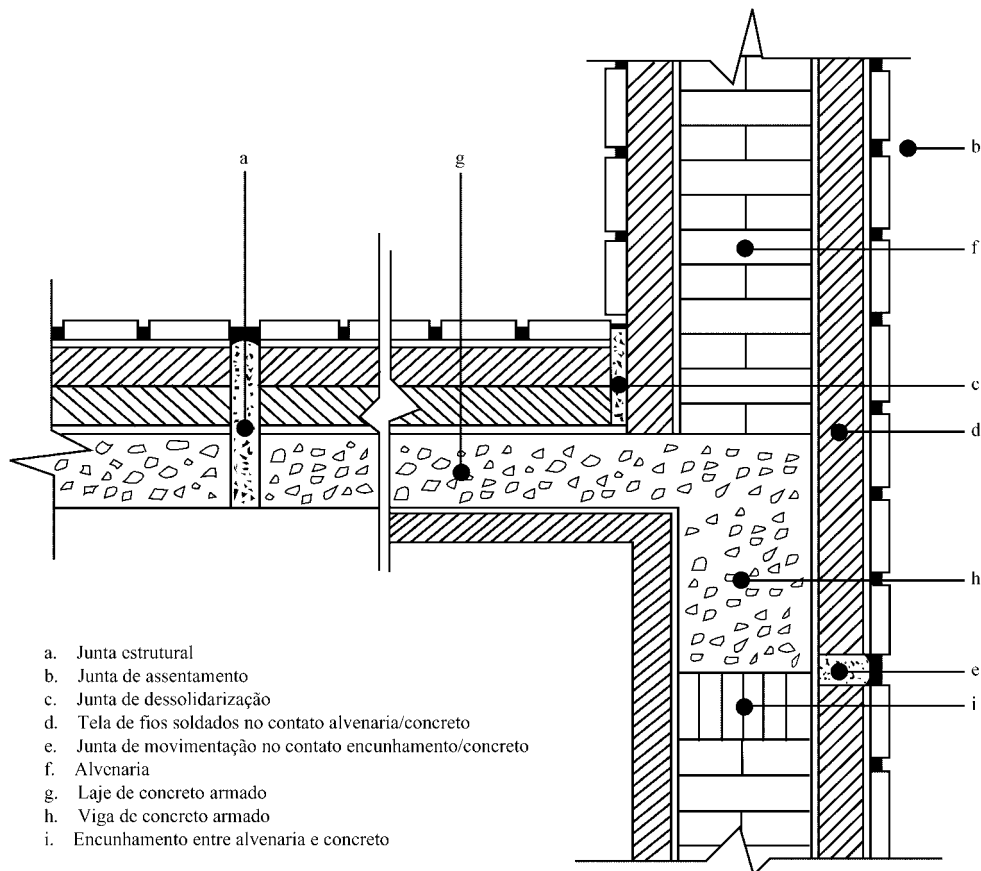 a
g
b
f
c
d
h
e
i
a. Junta estrutural
b. Junta de assentamento
c. Junta de dessolidarização
d. Tela de fios soldados no contato alvenaria/concreto
e. Junta de movimentação no contato encunhamento/concreto
f. Alvenaria
g. Laje de concreto armado
h. Viga de concreto armado
i. Encunhamento entre alvenaria e concreto